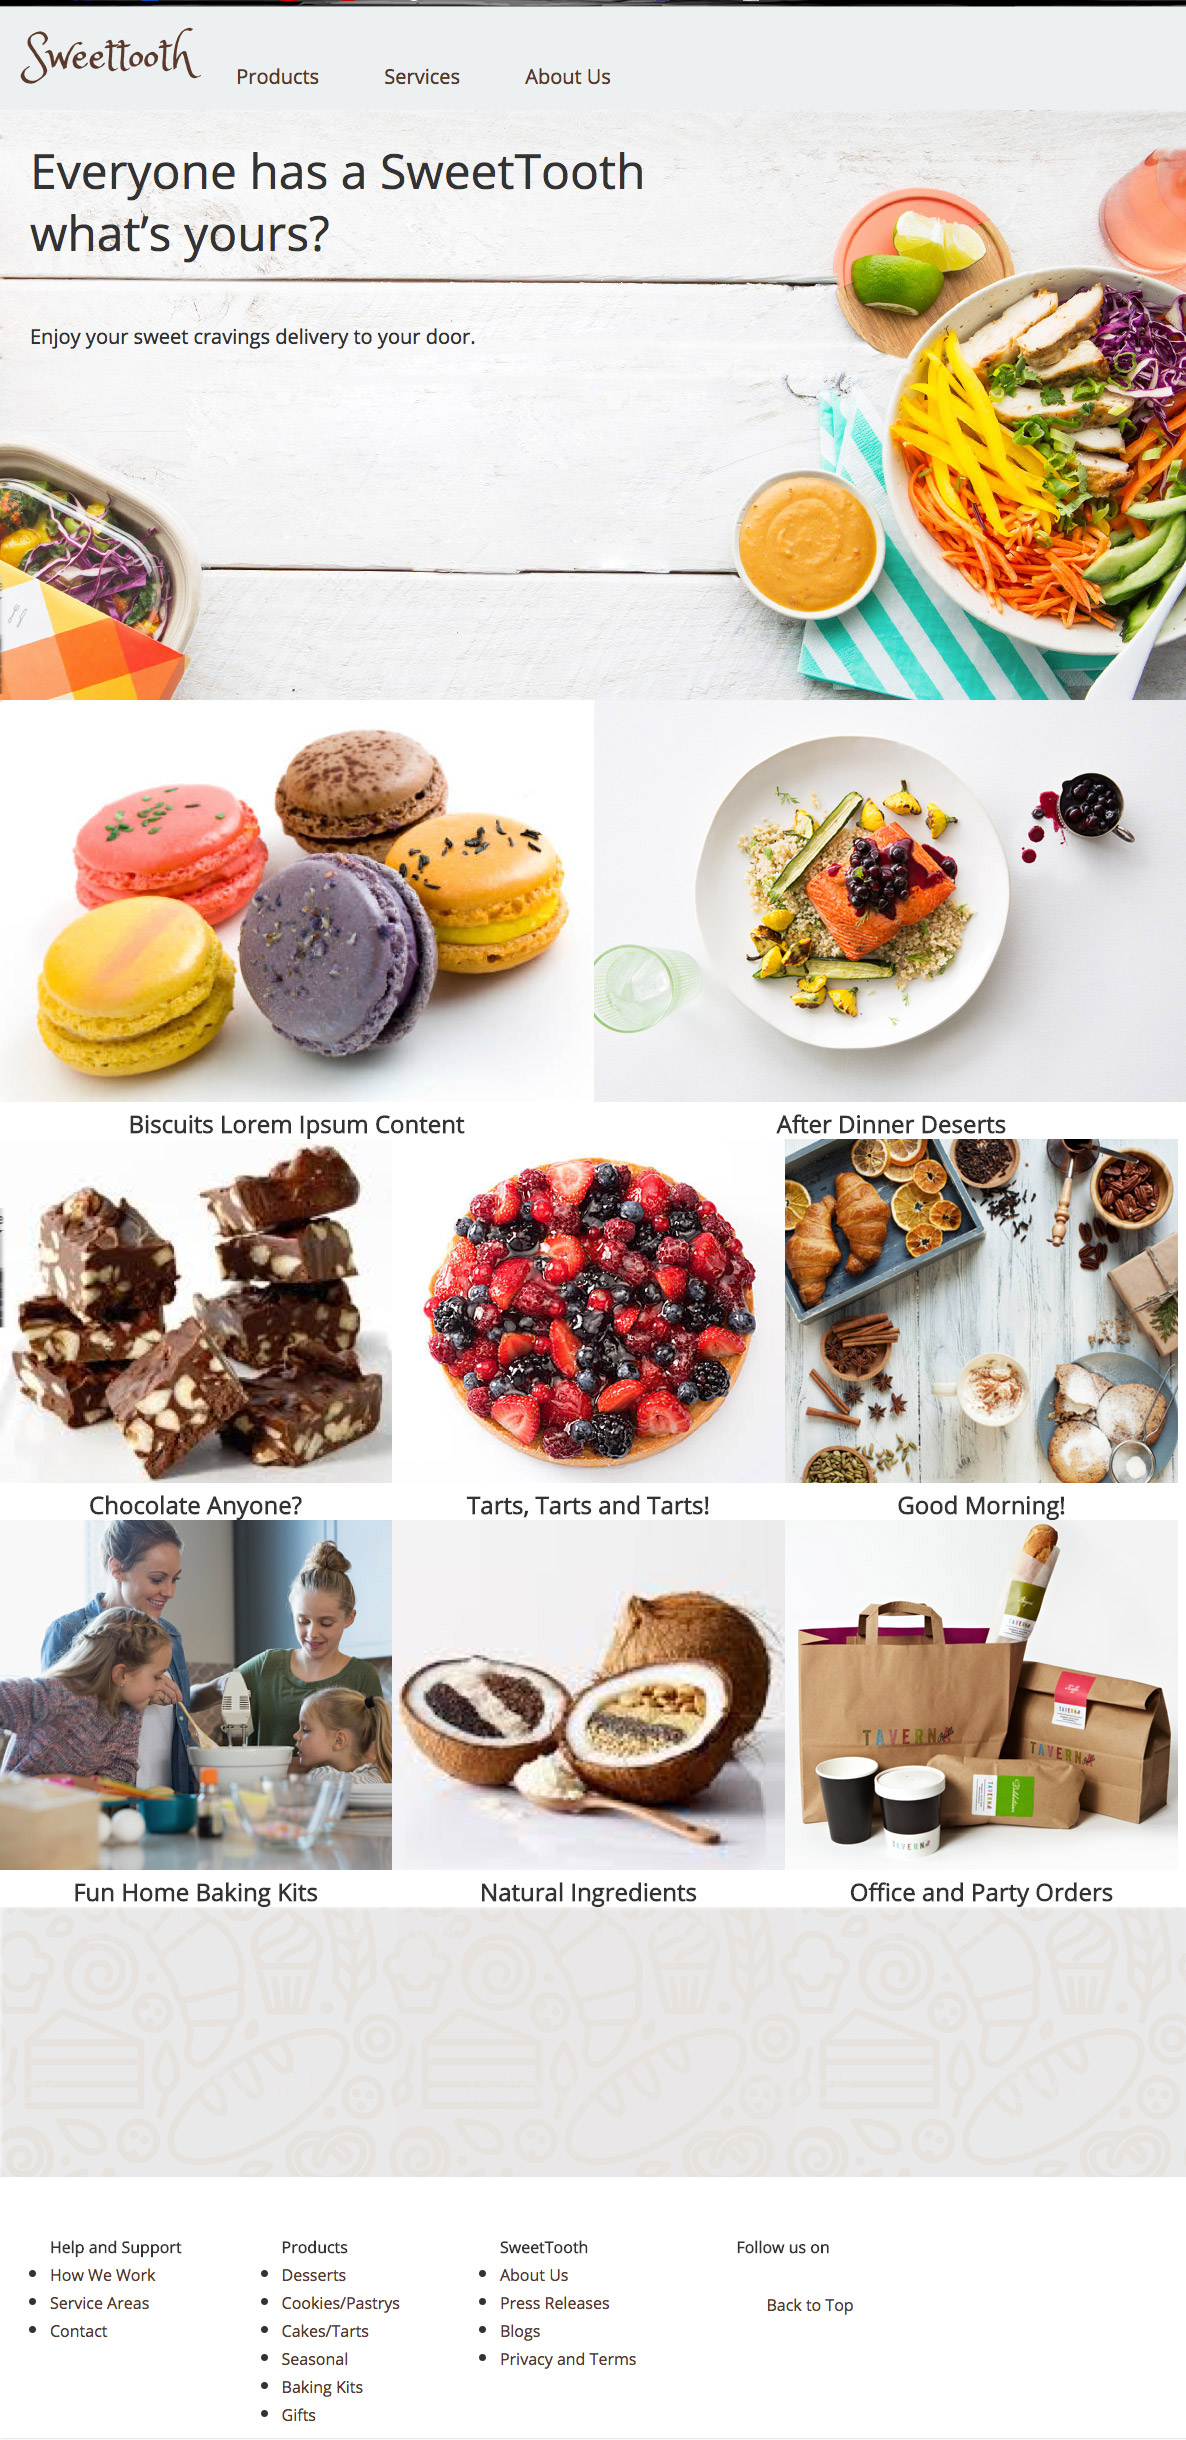 Sweettooth
Products
Services
About Us
Everyone has a SweetTooth
what's yours?
Enjoy your sweet cravings delivery to your door.
Biscuits Lorem Ipsum Content
After Dinner Deserts
Chocolate Anyone?
Tarts, Tarts and Tarts!
Good Morning!
TAVERN
TAVERN
TAVERN
Fun Home Baking Kits
Natural Ingredients
Office and Party Orders
Help and Support
How We Work
Service Areas
Contact
Products
Desserts
Cookies/Pastrys
Cakes/Tarts
Seasonal
Baking Kits
Gifts
SweetTooth
About Us
Press Releases
Blogs
Privacy and Terms
Follow us on
Back to Top